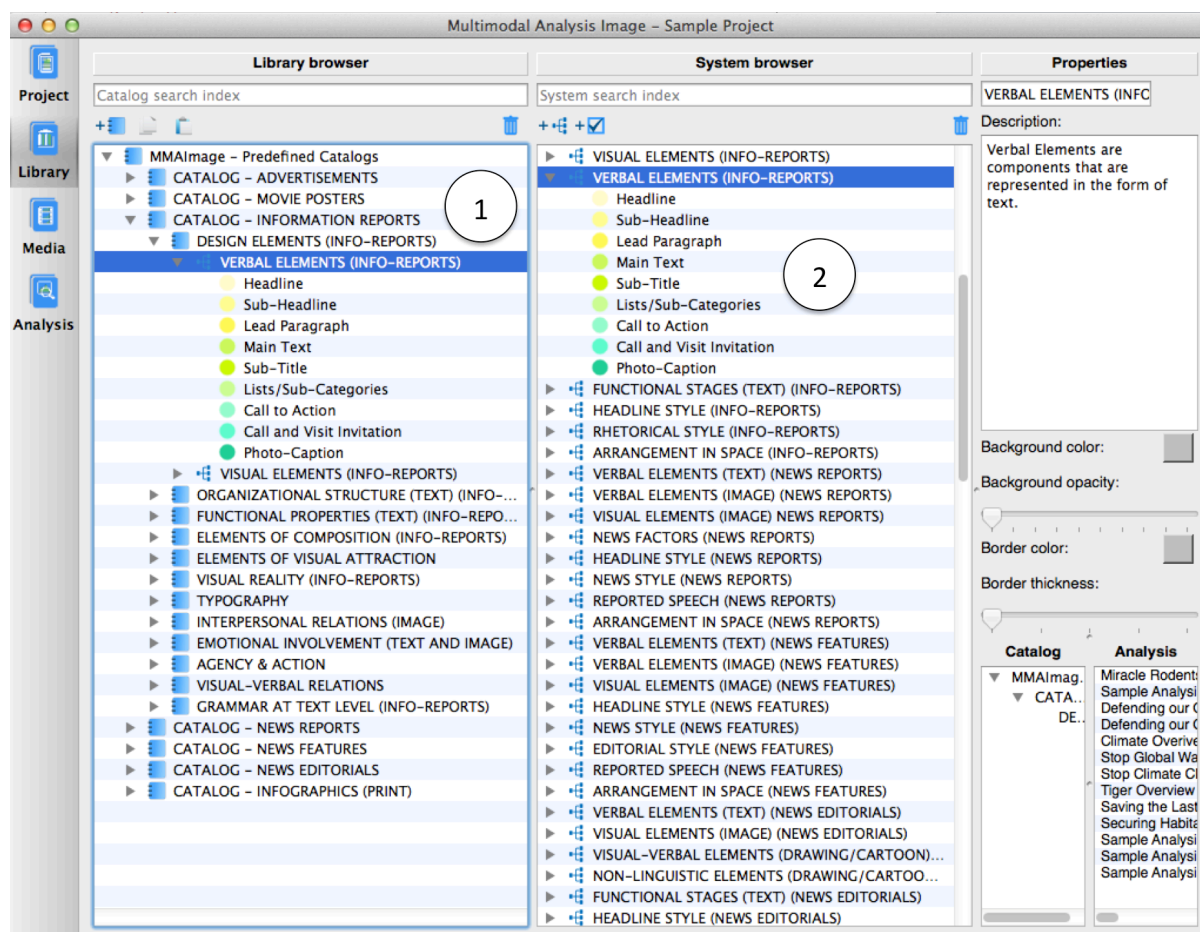 Multimodal Analysis Image – Sample Project
Project
Library
Media
Analysis
Library browser
Catalog search index
MMAImage – Predefined Catalogs
CATALOG – ADVERTISEMENTS
CATALOG – MOVIE POSTERS
CATALOG – INFORMATION REPORTS
DESIGN ELEMENTS (INFO–REPORTS)
VERBAL ELEMENTS (INFO–REPORTS)
Headline
Sub–Headline
Lead Paragraph
Main Text
Sub–Title
Lists/Sub–Categories
Call to Action
Call and Visit Invitation
Photo–Caption
VISUAL ELEMENTS (INFO–REPORTS)
ORGANIZATIONAL STRUCTURE (TEXT) (INFO–...
FUNCTIONAL PROPERTIES (TEXT) (INFO–REPO...
ELEMENTS OF COMPOSITION (INFO–REPORTS)
ELEMENTS OF VISUAL ATTRACTION
VISUAL REALITY (INFO–REPORTS)
TYPOGRAPHY
INTERPERSONAL RELATIONS (IMAGE)
EMOTIONAL INVOLVEMENT (TEXT AND IMAGE)
AGENCY & ACTION
VISUAL–VERBAL RELATIONS
GRAMMAR AT TEXT LEVEL (INFO–REPORTS)
CATALOG – NEWS REPORTS
CATALOG – NEWS FEATURES
CATALOG – NEWS EDITORIALS
CATALOG – INFOGRAPHICS (PRINT)
1
System browser
System search index
VISUAL ELEMENTS (INFO–REPORTS)
VERBAL ELEMENTS (INFO–REPORTS)
Headline
Sub–Headline
Lead Paragraph
Main Text
Sub–Title
Lists/Sub–Categories
Call to Action
Call and Visit Invitation
Photo–Caption
2
FUNCTIONAL STAGES (TEXT) (INFO–REPORTS)
HEADLINE STYLE (INFO–REPORTS)
RHETORICAL STYLE (INFO–REPORTS)
ARRANGEMENT IN SPACE (INFO–REPORTS)
VERBAL ELEMENTS (TEXT) (NEWS REPORTS)
VERBAL ELEMENTS (IMAGE) (NEWS REPORTS)
VISUAL ELEMENTS (IMAGE) NEWS REPORTS)
NEWS FACTORS (NEWS REPORTS)
HEADLINE STYLE (NEWS REPORTS)
NEWS STYLE (NEWS REPORTS)
REPORTED SPEECH (NEWS REPORTS)
ARRANGEMENT IN SPACE (NEWS REPORTS)
VERBAL ELEMENTS (TEXT) (NEWS FEATURES)
VERBAL ELEMENTS (IMAGE) (NEWS FEATURES)
VISUAL ELEMENTS (IMAGE) (NEWS FEATURES)
HEADLINE STYLE (NEWS FEATURES)
NEWS STYLE (NEWS FEATURES)
EDITORIAL STYLE (NEWS FEATURES)
REPORTED SPEECH (NEWS FEATURES)
ARRANGEMENT IN SPACE (NEWS FEATURES)
VERBAL ELEMENTS (TEXT) (NEWS EDITORIALS)
VISUAL ELEMENTS (IMAGE) (NEWS EDITORIALS)
VISUAL–VERBAL ELEMENTS (DRAWING/CARTOON)...
NON–LINGUISTIC ELEMENTS (DRAWING/CARTOO...
FUNCTIONAL STAGES (TEXT) (NEWS EDITORIALS)
HEADLINE STYLE (NEWS EDITORIALS)
Properties
VERBAL ELEMENTS (INFO
Description:
Verbal Elements are
components that are
represented in the form of
text.
Background color:
Background opacity:
Border color:
Border thickness:
Catalog
MMAImag.
CATA...
DE..
Analysis
Miracle Rodents
Sample Analysi
Defending our
Defending our
Climate Overive
Stop Global Wa
Stop Climate Cl
Tiger Overview
Saving the Last
Securing Habita
Sample Analysi
Sample Analysi
Sample Analysi